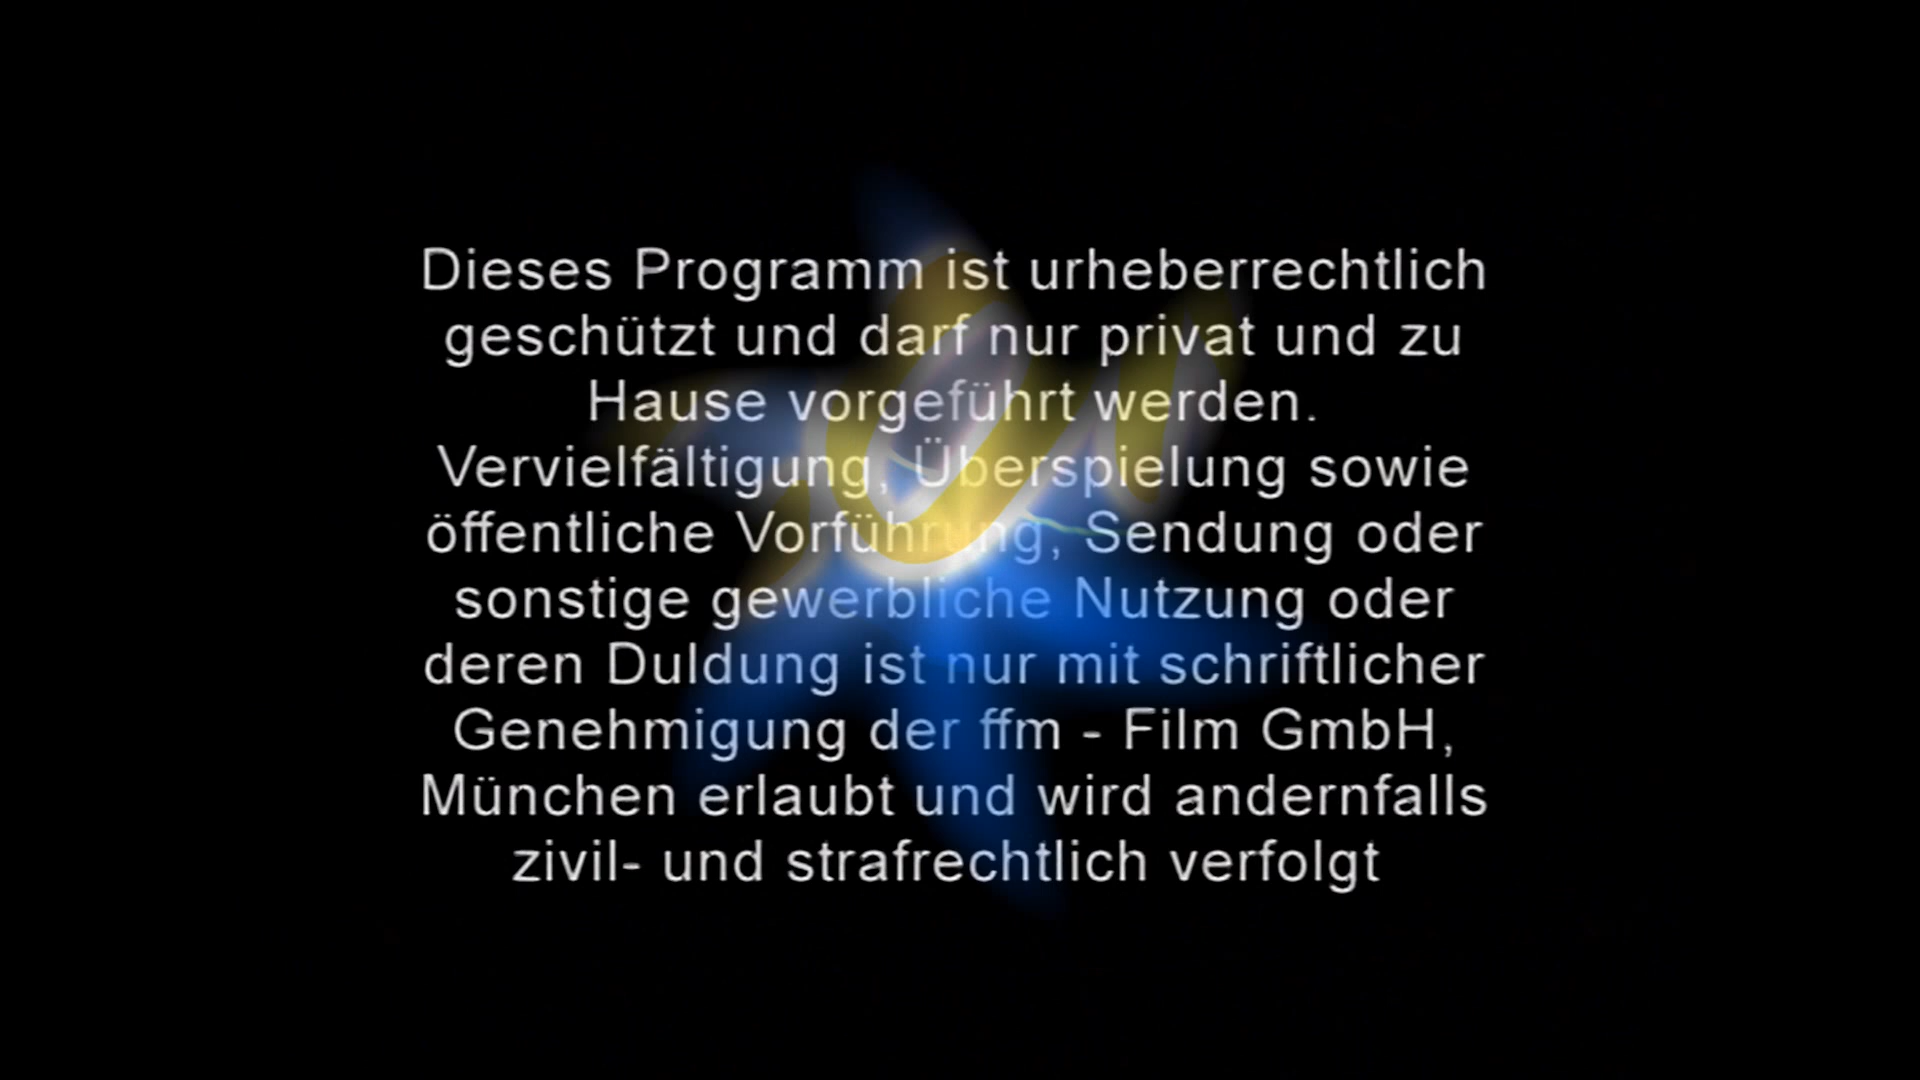 Dieses Programm ist urheberrechtlich
geschützt und darf nur privat und zu
Hause vorgeführt werden.
Vervielfältigung, Überspielung sowie
öffentliche Vorführung, Sendung oder
sonstige gewerbliche Nutzung oder
deren Duldung ist nur mit schriftlicher
Genehmigung der ffm - Film GmbH,
München erlaubt und wird andernfalls
zivil- und strafrechtlich verfolgt